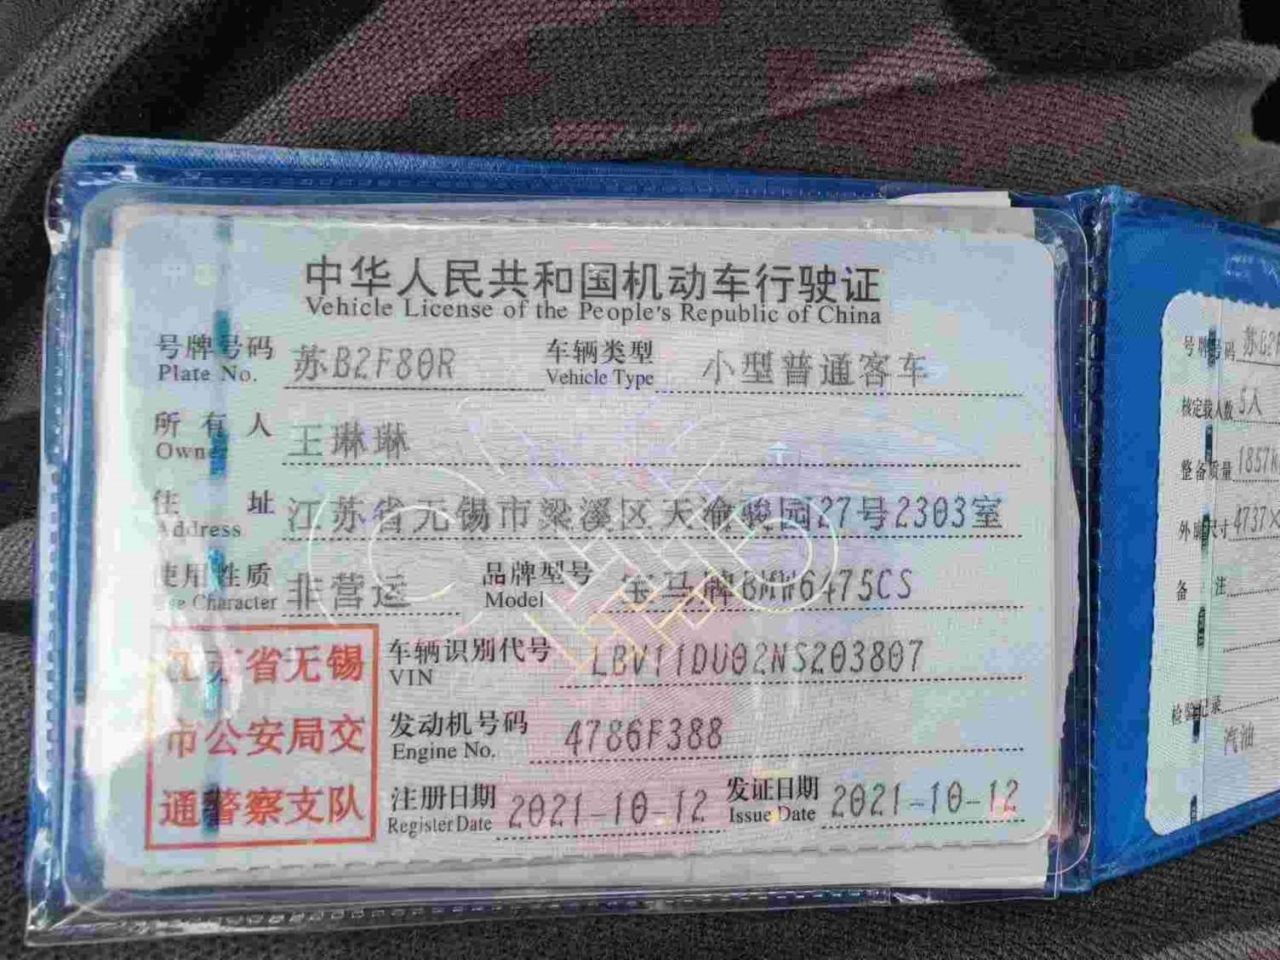 中华人民共和国机动车行驶证
Vehicle License of the People's Republic of China
号牌号码 苏B2F80R 车辆类型 小型普通客车
Plate No. Vehicle Type
所有人 王琳琳
Owner
住址 江苏省无锡市梁溪区天渝骏园27号2303室
Address
使用性质 非营运 品牌型号 宝马牌BMW6475CS
Use Character Model
江苏省无锡
市公安局交
通警察支队
车辆识别代号 LBV11DU02NS203807
VIN
发动机号码 4786F388
Engine No.
注册日期 2021-10-12 发证日期 2021-10-12
Register Date Issue Date
号牌号码 苏B2F
核定载人数 5人
整备质量 1857k
外廓尺寸 4737×
备注
检验记录
汽油